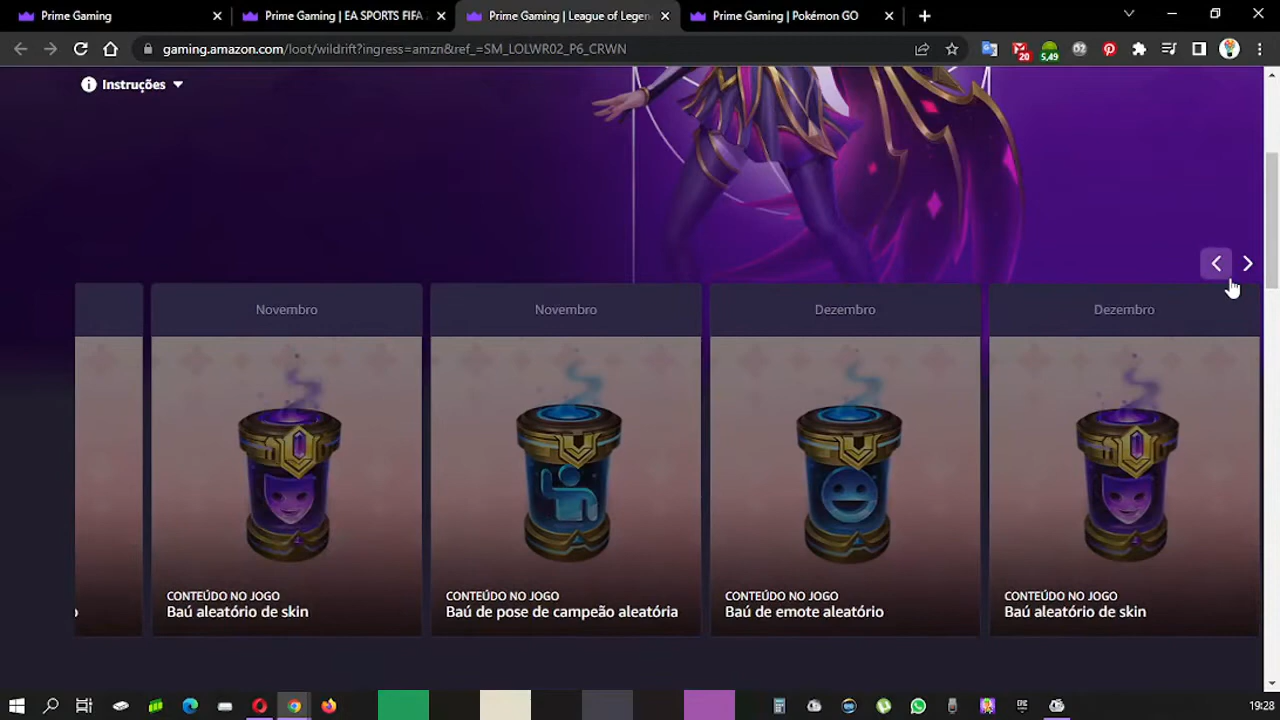 Prime Gaming
Prime Gaming | EA SPORTS FIFA
Prime Gaming | League of Legen
Prime Gaming | Pokémon GO
gaming.amazon.com/loot/wildrift?ingress=amzn&ref_=SM_LOLWR02_P6_CRWN
20
5,49
Instruções
Novembro
Novembro
Dezembro
Dezembro
CONTEÚDO NO JOGO
Baú aleatório de skin
CONTEÚDO NO JOGO
Baú de pose de campeão aleatória
CONTEÚDO NO JOGO
Baú de emote aleatório
CONTEÚDO NO JOGO
Baú aleatório de skin
19:28